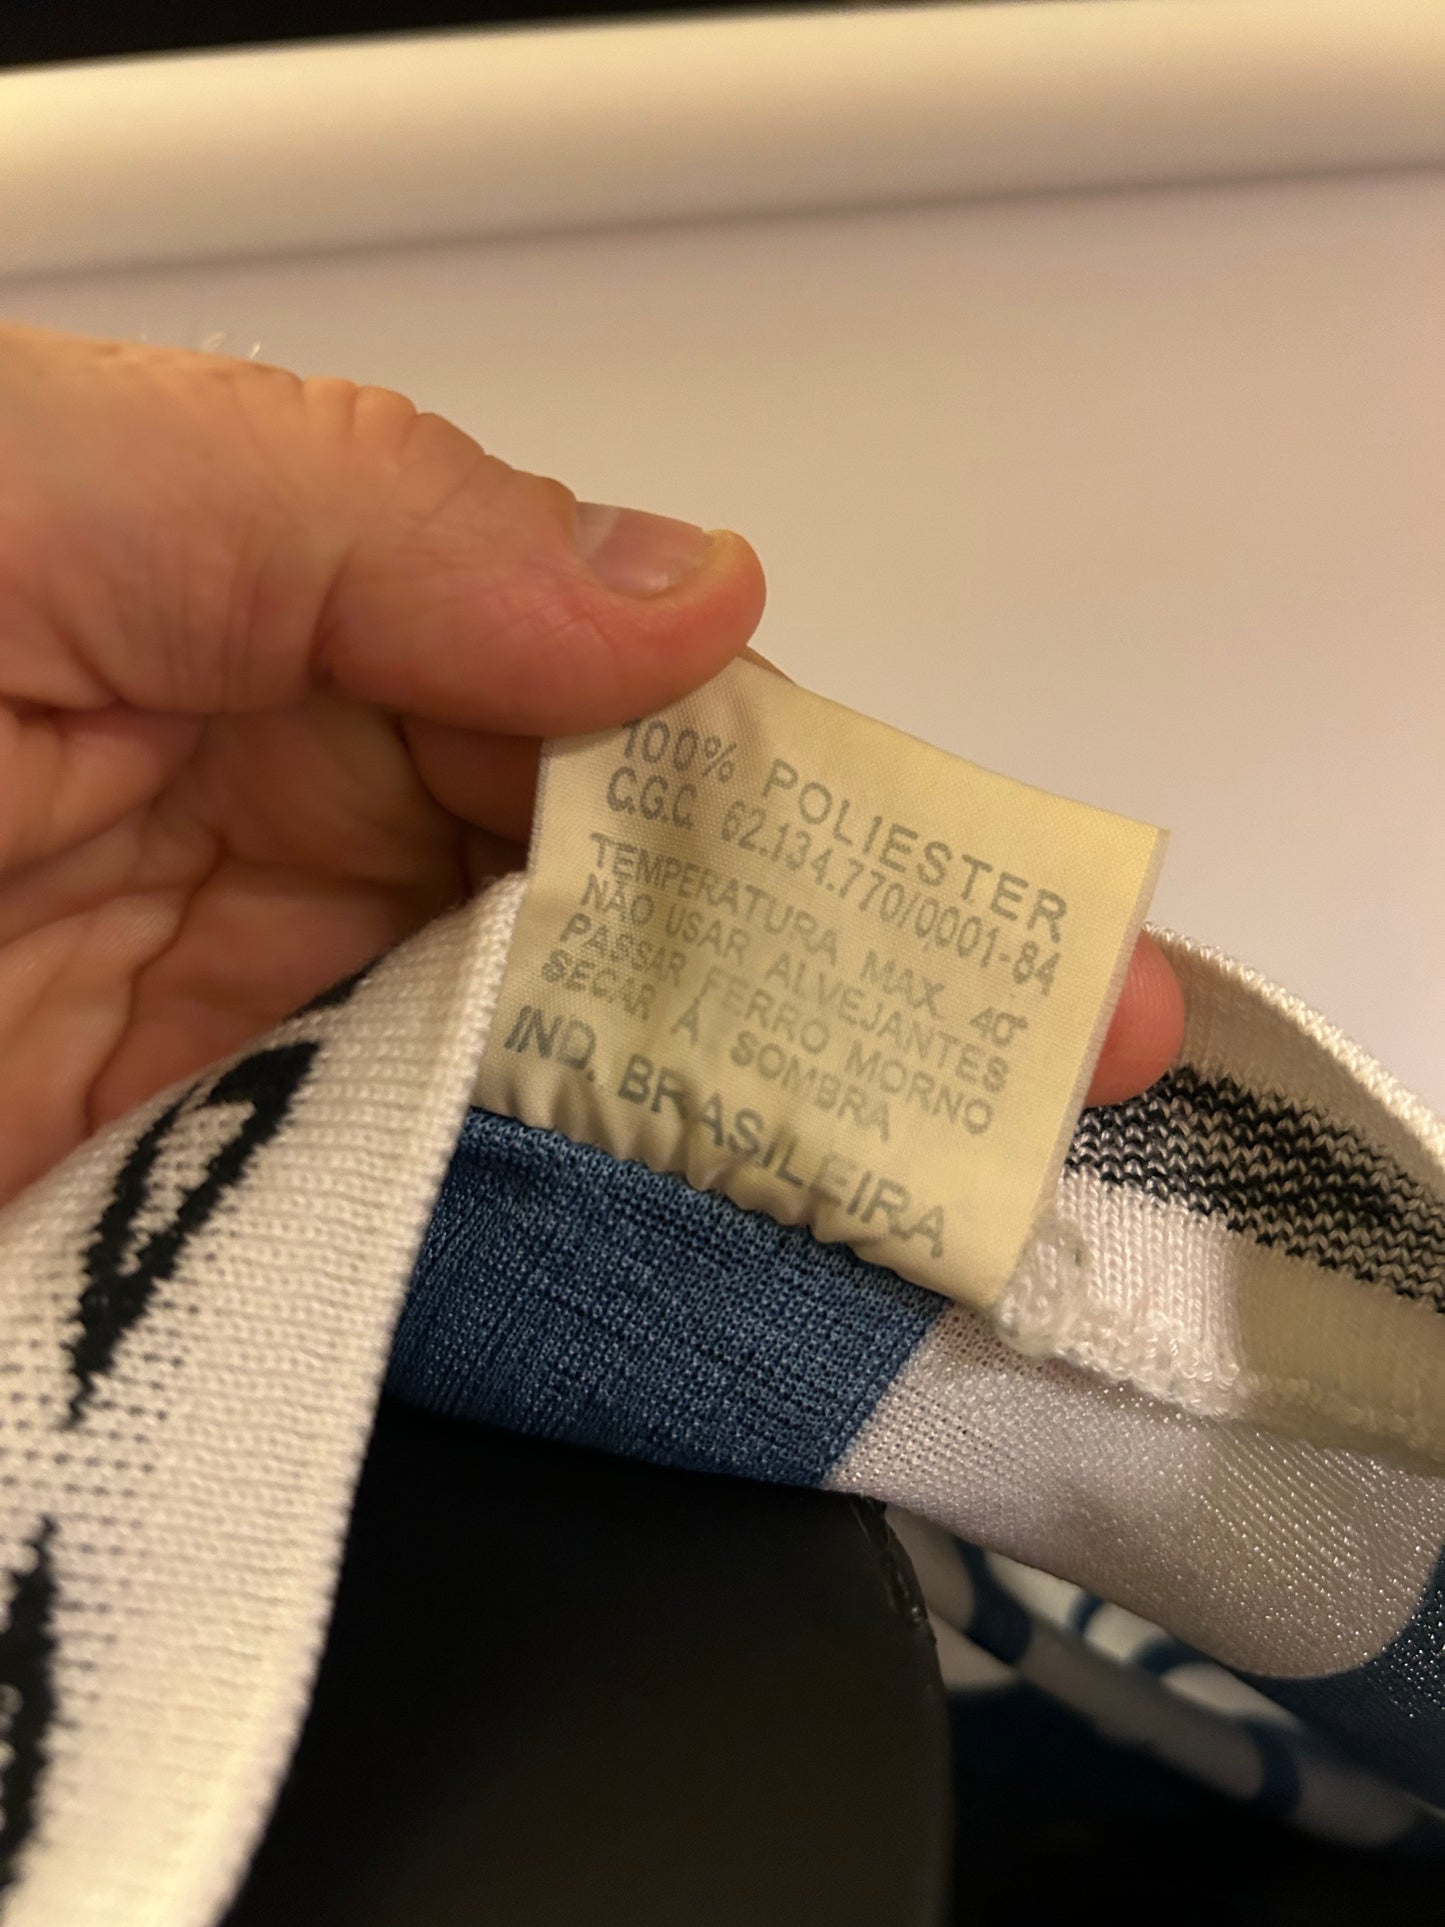 100% POLIESTER
C.G.C. 62.134.770/0001-84
TEMPERATURA MAX. 40°
NÃO USAR ALVEJANTES
PASSAR FERRO MORNO
SECAR À SOMBRA
IND. BRASILEIRA